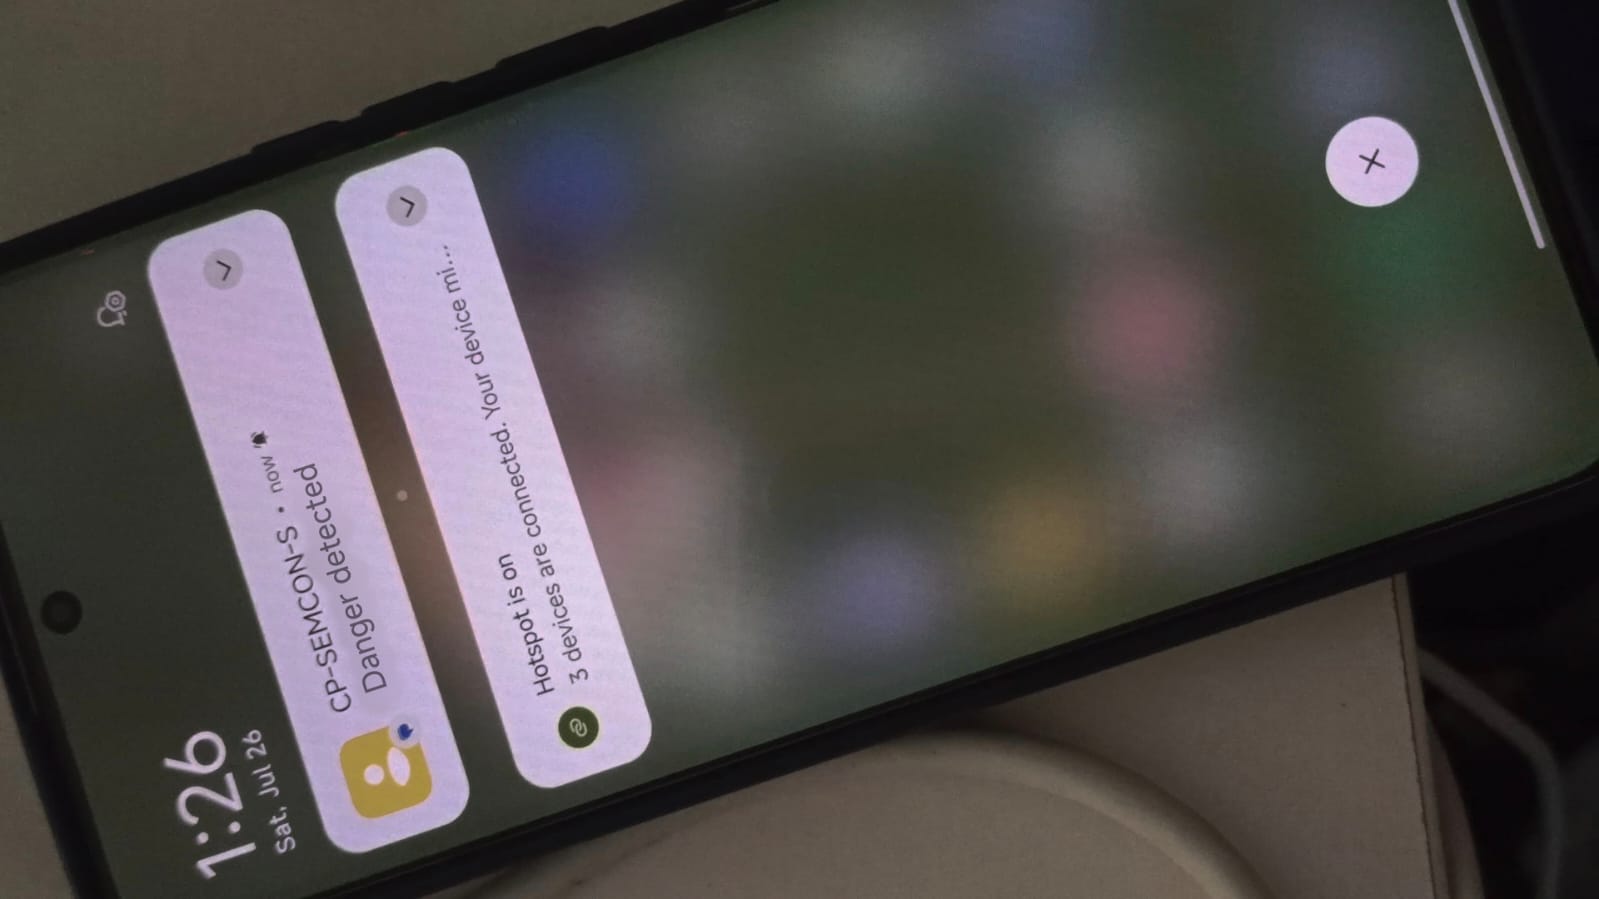 1:26
Sat, Jul 26
CP-SEMCON-S • now
Danger detected
Hotspot is on
3 devices are connected. Your device mi...